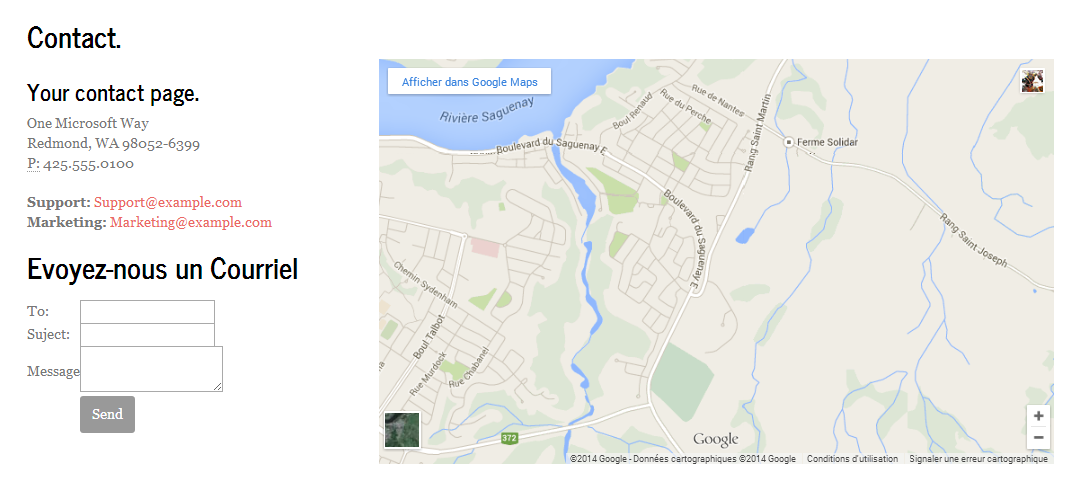 Contact.
Your contact page.
One Microsoft Way
Redmond, WA 98052-6399
P: 425.555.0100
Support: Support@example.com
Marketing: Marketing@example.com
Evoyez-nous un Courriel
To:
Suject:
Message
Send
Afficher dans Google Maps
Rivière Saguenay
Boulevard du Saguenay E
Boul Renaud
Rue du Perche
Rue de Nantes
Rang Saint Martin
Ferme Solidar
Boulevard du Saguenay E
Rang Saint Joseph
Chemin Sydenham
Boul Talbot
Rue Murdock
Rue Chabanel
372
Google
+
−
©2014 Google - Données cartographiques ©2014 Google Conditions d'utilisation Signaler une erreur cartographique